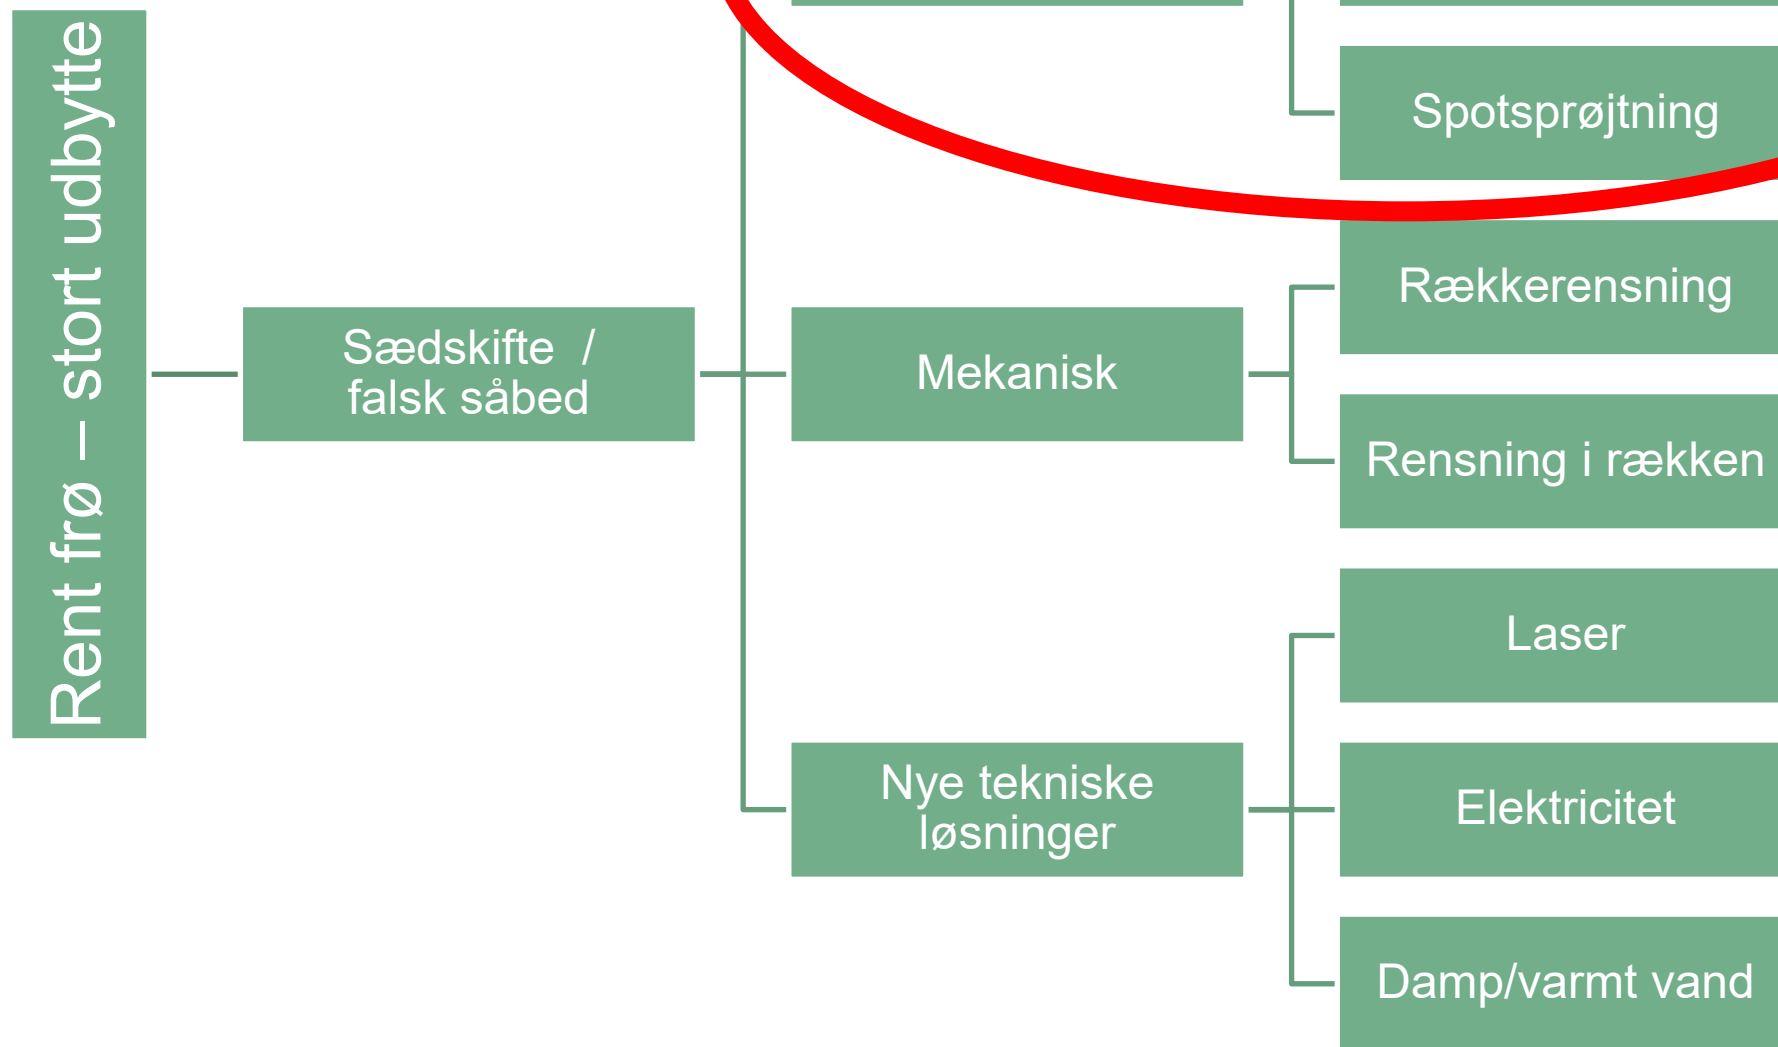 Rent frø – stort udbytte
Sædskifte /
falsk såbed
Spotsprøjtning
Mekanisk
Rækkerensning
Rensning i rækken
Nye tekniske
løsninger
Laser
Elektricitet
Damp/varmt vand